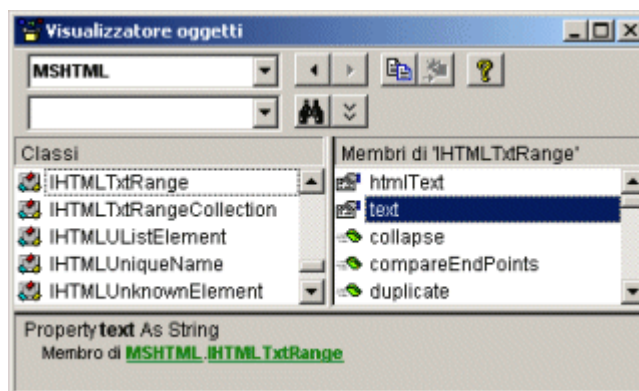 Visualizzatore oggetti
MSHTML
Classi
IHTMLTxtRange
IHTMLTxtRangeCollection
IHTMLUListElement
IHTMLUniqueName
IHTMLUnknownElement
Membri di 'IHTMLTxtRange'
htmlText
text
collapse
compareEndPoints
duplicate
Property text As String
Membro di MSHTML.IHTMLTxtRange